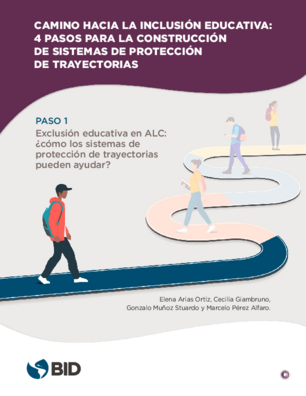 CAMINO HACIA LA INCLUSIÓN EDUCATIVA:
4 PASOS PARA LA CONSTRUCCIÓN
DE SISTEMAS DE PROTECCIÓN
DE TRAYECTORIAS
PASO 1
Exclusión educativa en ALC:
¿cómo los sistemas de
protección de trayectorias
pueden ayudar?
Elena Arias Ortiz, Cecilia Giambruno,
Gonzalo Muñoz Stuardo y Marcelo Pérez Alfaro.
BID